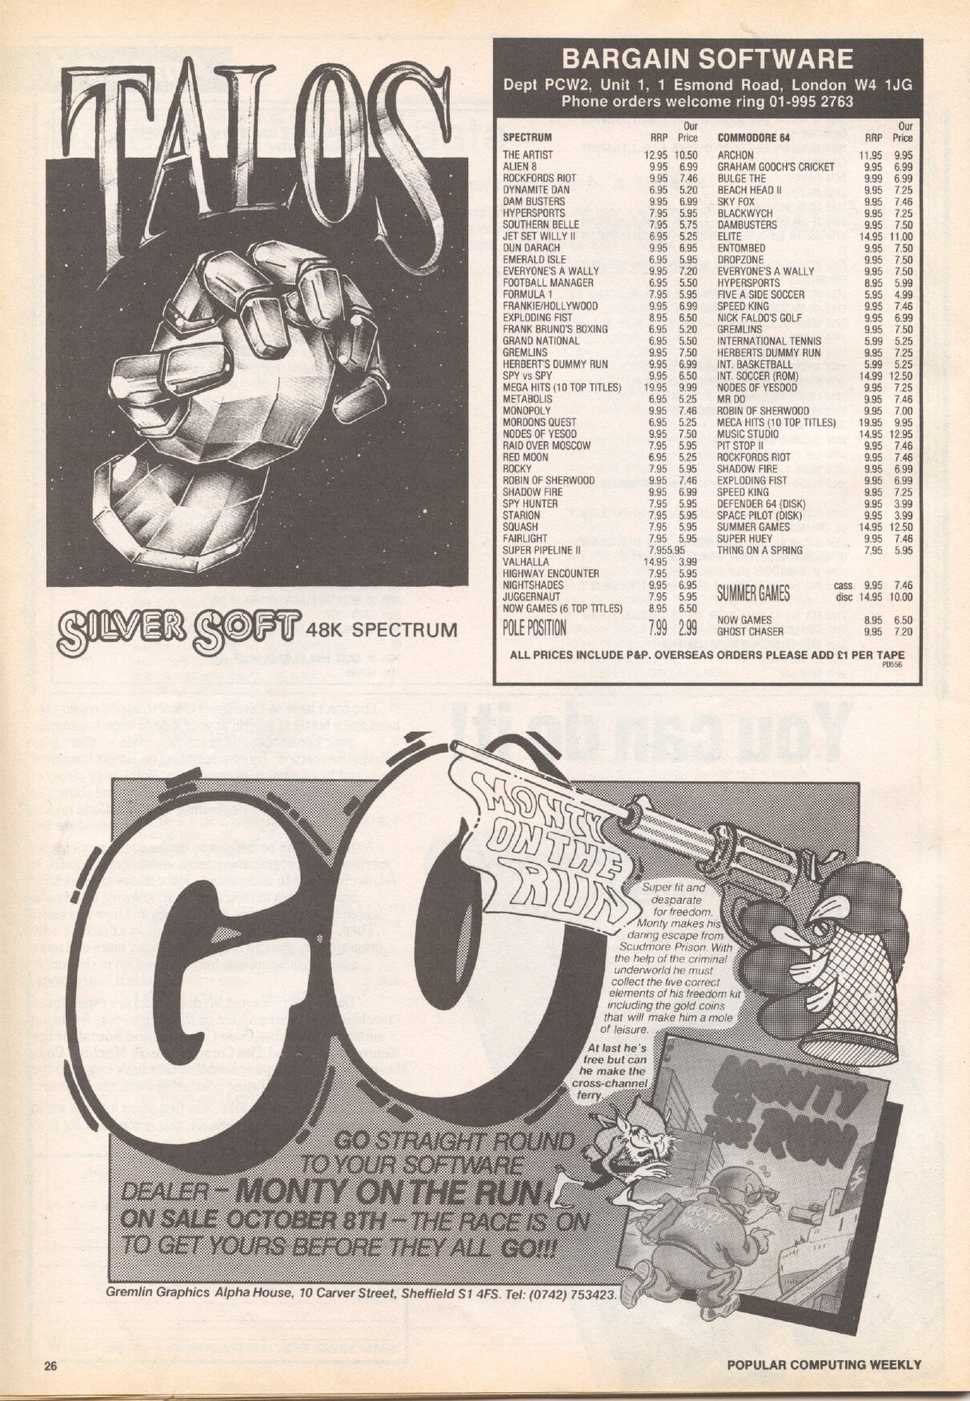 TALOS
SILVER SOFT 48K SPECTRUM
BARGAIN SOFTWARE
Dept PCW2, Unit 1, 1 Esmond Road, London W4 1JG
Phone orders welcome ring 01-995 2763
SPECTRUM RRP Our Price
THE ARTIST 12.95 10.50
ALIEN 8 9.95 6.99
ROCKFORDS RIOT 9.95 7.46
DYNAMITE DAN 6.95 5.20
DAM BUSTERS 9.95 6.99
HYPERSPORTS 7.95 5.95
SOUTHERN BELLE 7.95 5.75
JET SET WILLY II 6.95 5.25
DUN DARACH 9.95 6.95
EMERALD ISLE 6.95 5.95
EVERYONE'S A WALLY 9.95 7.20
FOOTBALL MANAGER 6.95 5.50
FORMULA 1 7.95 5.95
FRANKIE/HOLLYWOOD 9.95 6.99
EXPLODING FIST 8.95 6.50
FRANK BRUNO'S BOXING 6.95 5.20
GRAND NATIONAL 6.95 5.50
GREMLINS 9.95 7.50
HERBERT'S DUMMY RUN 9.95 6.99
SPY vs SPY 9.95 6.50
MEGA HITS (10 TOP TITLES) 19.95 9.99
METABOLIS 6.95 5.25
MONOPOLY 9.95 7.46
MORDONS QUEST 6.95 5.25
NODES OF YESOD 9.95 7.50
RAID OVER MOSCOW 7.95 5.95
RED MOON 6.95 5.25
ROCKY 7.95 5.95
ROBIN OF SHERWOOD 9.95 7.46
SHADOW FIRE 9.95 6.99
SPY HUNTER 7.95 5.95
STARION 7.95 5.95
SQUASH 7.95 5.95
FAIRLIGHT 7.95 5.95
SUPER PIPELINE II 7.955.95
VALHALLA 14.95 3.99
HIGHWAY ENCOUNTER 7.95 5.95
NIGHTSHADES 9.95 6.95
JUGGERNAUT 7.95 5.95
NOW GAMES (6 TOP TITLES) 8.95 6.50
POLE POSITION 7.99 2.99
COMMODORE 64 RRP Our Price
ARCHON 11.95 9.95
GRAHAM GOOCH'S CRICKET 9.95 6.99
BULGE THE 9.99 6.99
BEACH HEAD II 9.95 7.25
SKY FOX 9.95 7.46
BLACKWYCH 9.95 7.25
DAMBUSTERS 9.95 7.50
ELITE 14.95 11.00
ENTOMBED 9.95 7.50
DROPZONE 9.95 7.50
EVERYONE'S A WALLY 9.95 7.50
HYPERSPORTS 8.95 5.99
FIVE A SIDE SOCCER 5.95 4.99
SPEED KING 9.95 7.46
NICK FALDO'S GOLF 9.95 6.99
GREMLINS 9.95 7.50
INTERNATIONAL TENNIS 5.99 5.25
HERBERTS DUMMY RUN 9.95 7.25
INT. BASKETBALL 5.99 5.25
INT. SOCCER (ROM) 14.99 12.50
NODES OF YESDOD 9.95 7.25
MR DO 9.95 7.46
ROBIN OF SHERWOOD 9.95 7.00
MECA HITS (10 TOP TITLES) 19.95 9.95
MUSIC STUDIO 14.95 12.95
PIT STOP II 9.95 7.46
ROCKFORDS RIOT 9.95 7.46
SHADOW FIRE 9.95 6.99
EXPLODING FIST 9.95 6.99
SPEED KING 9.95 7.25
DEFENDER 64 (DISK) 9.95 3.99
SPACE PILOT (DISK) 9.95 3.99
SUMMER GAMES 14.95 12.50
SUPER HUEY 9.95 7.46
THING ON A SPRING 7.95 5.95
SUMMER GAMES cass 9.95 7.46
disc 14.95 10.00
NOW GAMES 8.95 6.50
GHOST CHASER 9.95 7.20
ALL PRICES INCLUDE P&P. OVERSEAS ORDERS PLEASE ADD £1 PER TAPE
PD556
GO
MONTY
ON THE
RUN
Super fit and
desparate
for freedom.
Monty makes his
daring escape from
Scudmore Prison. With
the help of the criminal
underworld he must
collect the five correct
elements of his freedom kit
including the gold coins
that will make him a mole
of leisure.
At last he's
free but can
he make the
cross-channel
ferry.
MONTY
ON
THE RUN
MONTY
MOLE
GO STRAIGHT ROUND
TO YOUR SOFTWARE
DEALER – MONTY ON THE RUN
ON SALE OCTOBER 8TH – THE RACE IS ON
TO GET YOURS BEFORE THEY ALL GO!!!
Gremlin Graphics Alpha House, 10 Carver Street, Sheffield S1 4FS. Tel: (0742) 753423.
26
POPULAR COMPUTING WEEKLY